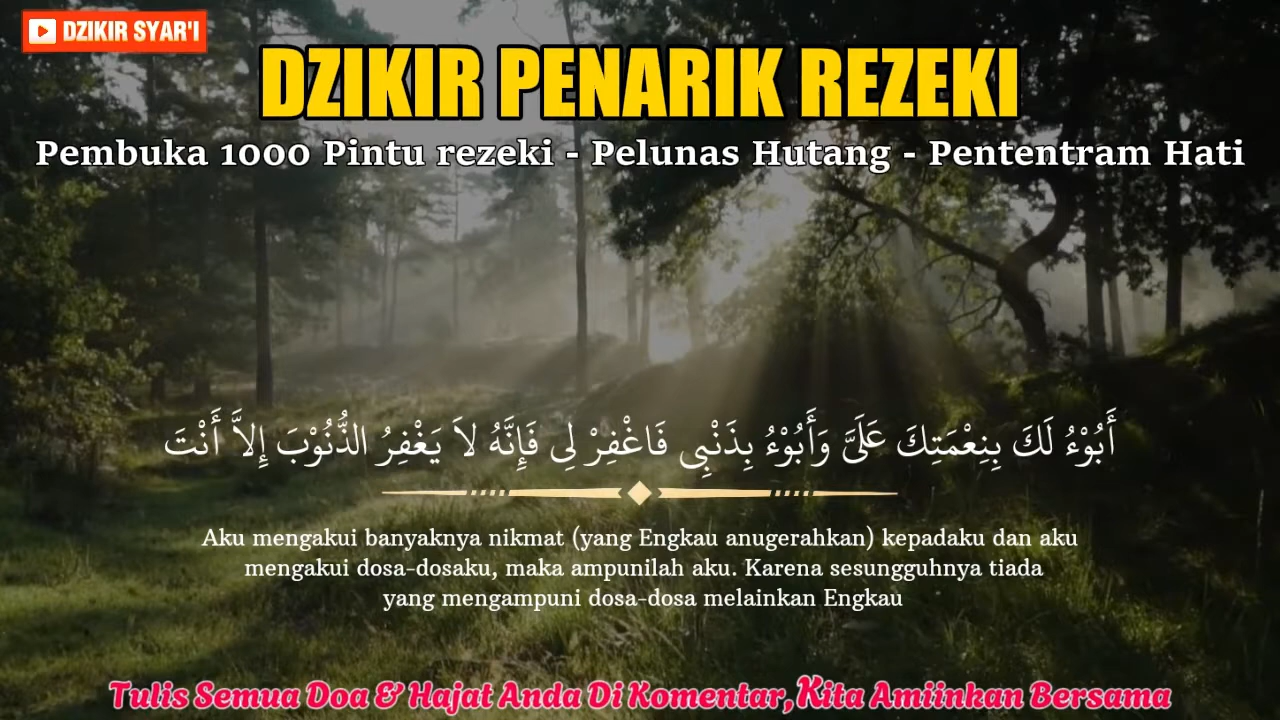 DZIKIR SYAR'I
DZIKIR PENARIK REZEKI
Pembuka 1000 Pintu rezeki - Pelunas Hutang - Pententram Hati
أَبُوْءُ لَكَ بِنِعْمَتِكَ عَلَىَّ وَأَبُوْءُ بِذَنْبِى فَاغْفِرْ لِى فَإِنَّهُ لاَ يَغْفِرُ الذُّنُوْبَ إِلاَّ أَنْتَ
Aku mengakui banyaknya nikmat (yang Engkau anugerahkan) kepadaku dan aku
mengakui dosa-dosaku, maka ampunilah aku. Karena sesungguhnya tiada
yang mengampuni dosa-dosa melainkan Engkau
Tulis Semua Doa & Hajat Anda Di Komentar,Kita Amiinkan Bersama